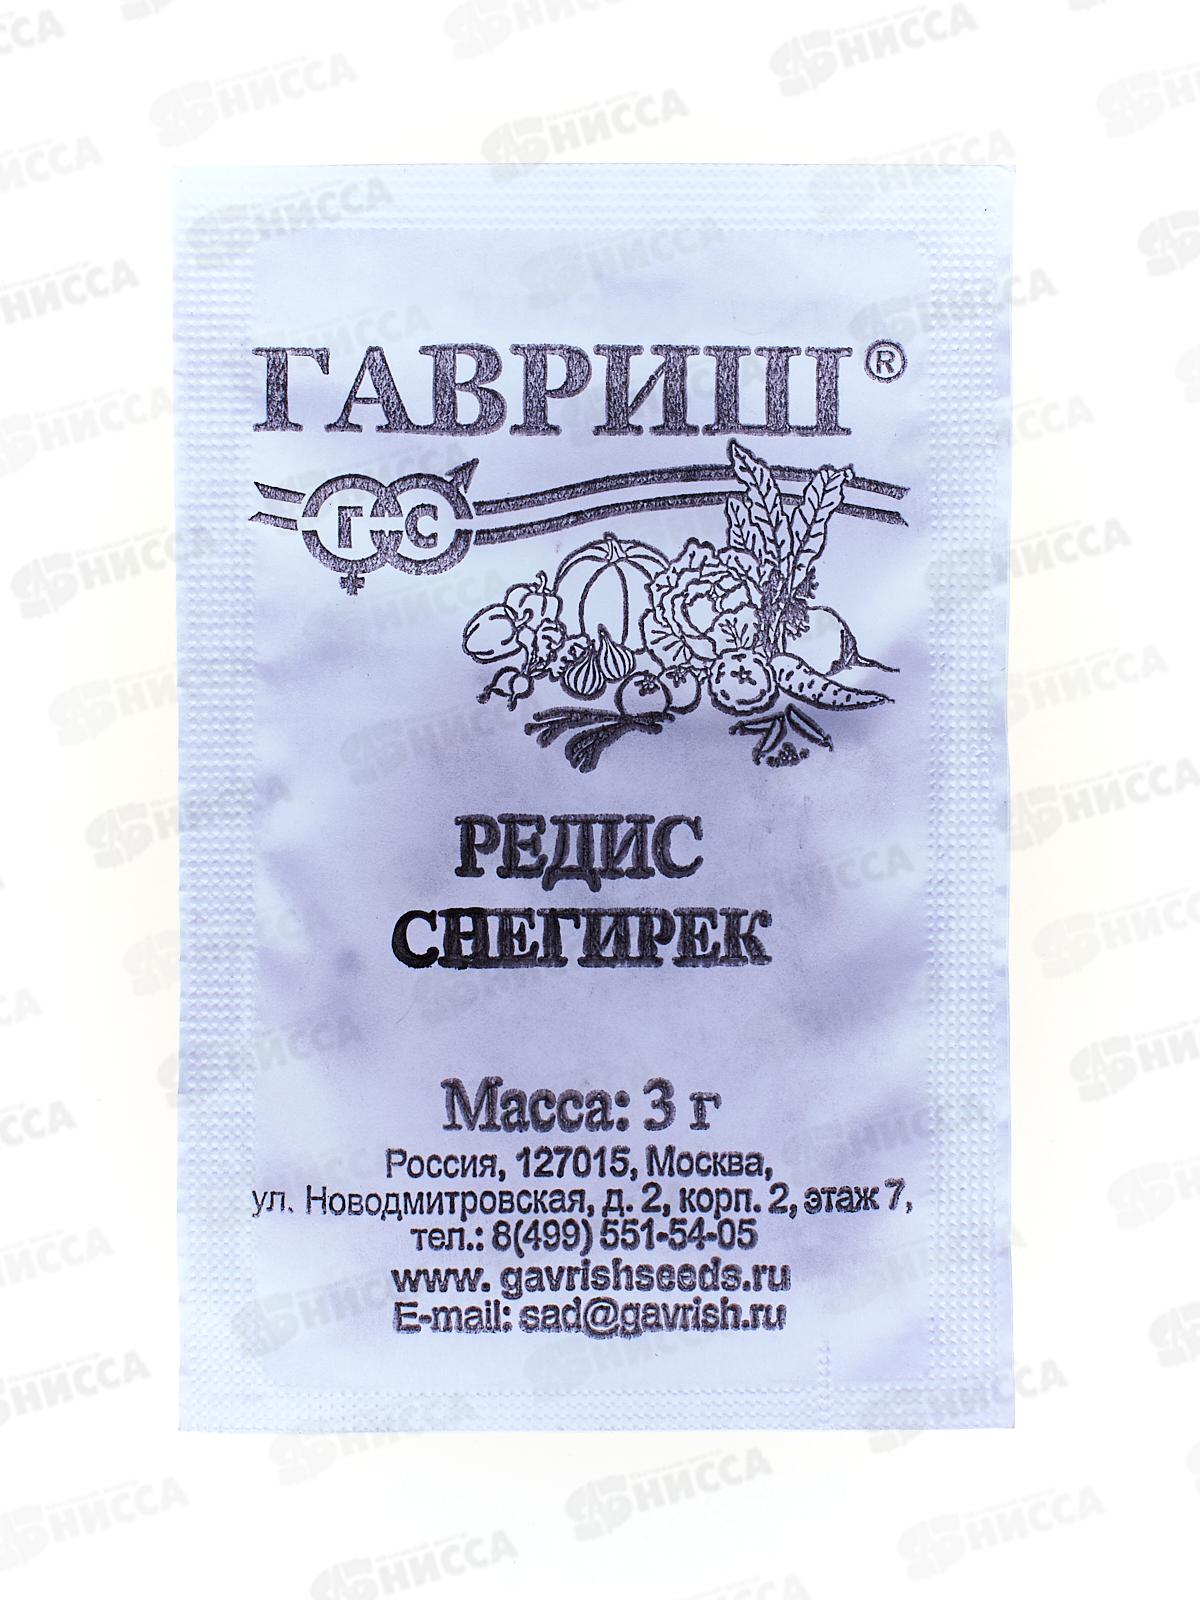 ГАВРИШ®
Г С
РЕДИС
СНЕГИРЕК
Масса: 3 г
Россия, 127015, Москва,
ул. Новодмитровская, д. 2, корп. 2, этаж 7,
тел.: 8(499) 551-54-05
www. gavrishseeds.ru
E-mail: sad@gavrish.ru